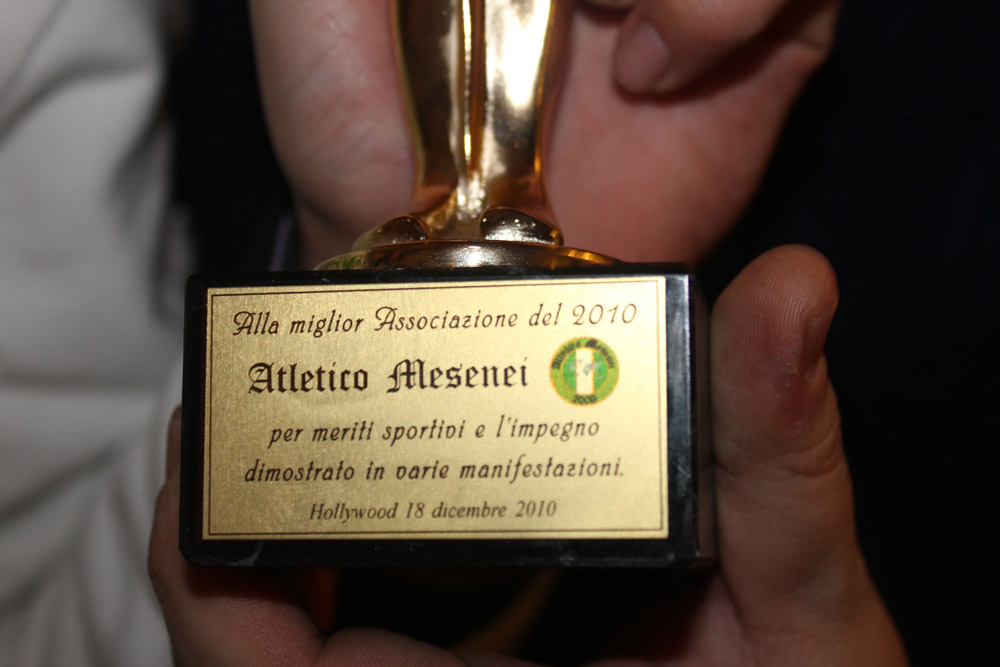 Alla miglior Associazione del 2010
Atletico Mesenei
per meriti sportivi e l'impegno
dimostrato in varie manifestazioni.
Hollywood 18 dicembre 2010